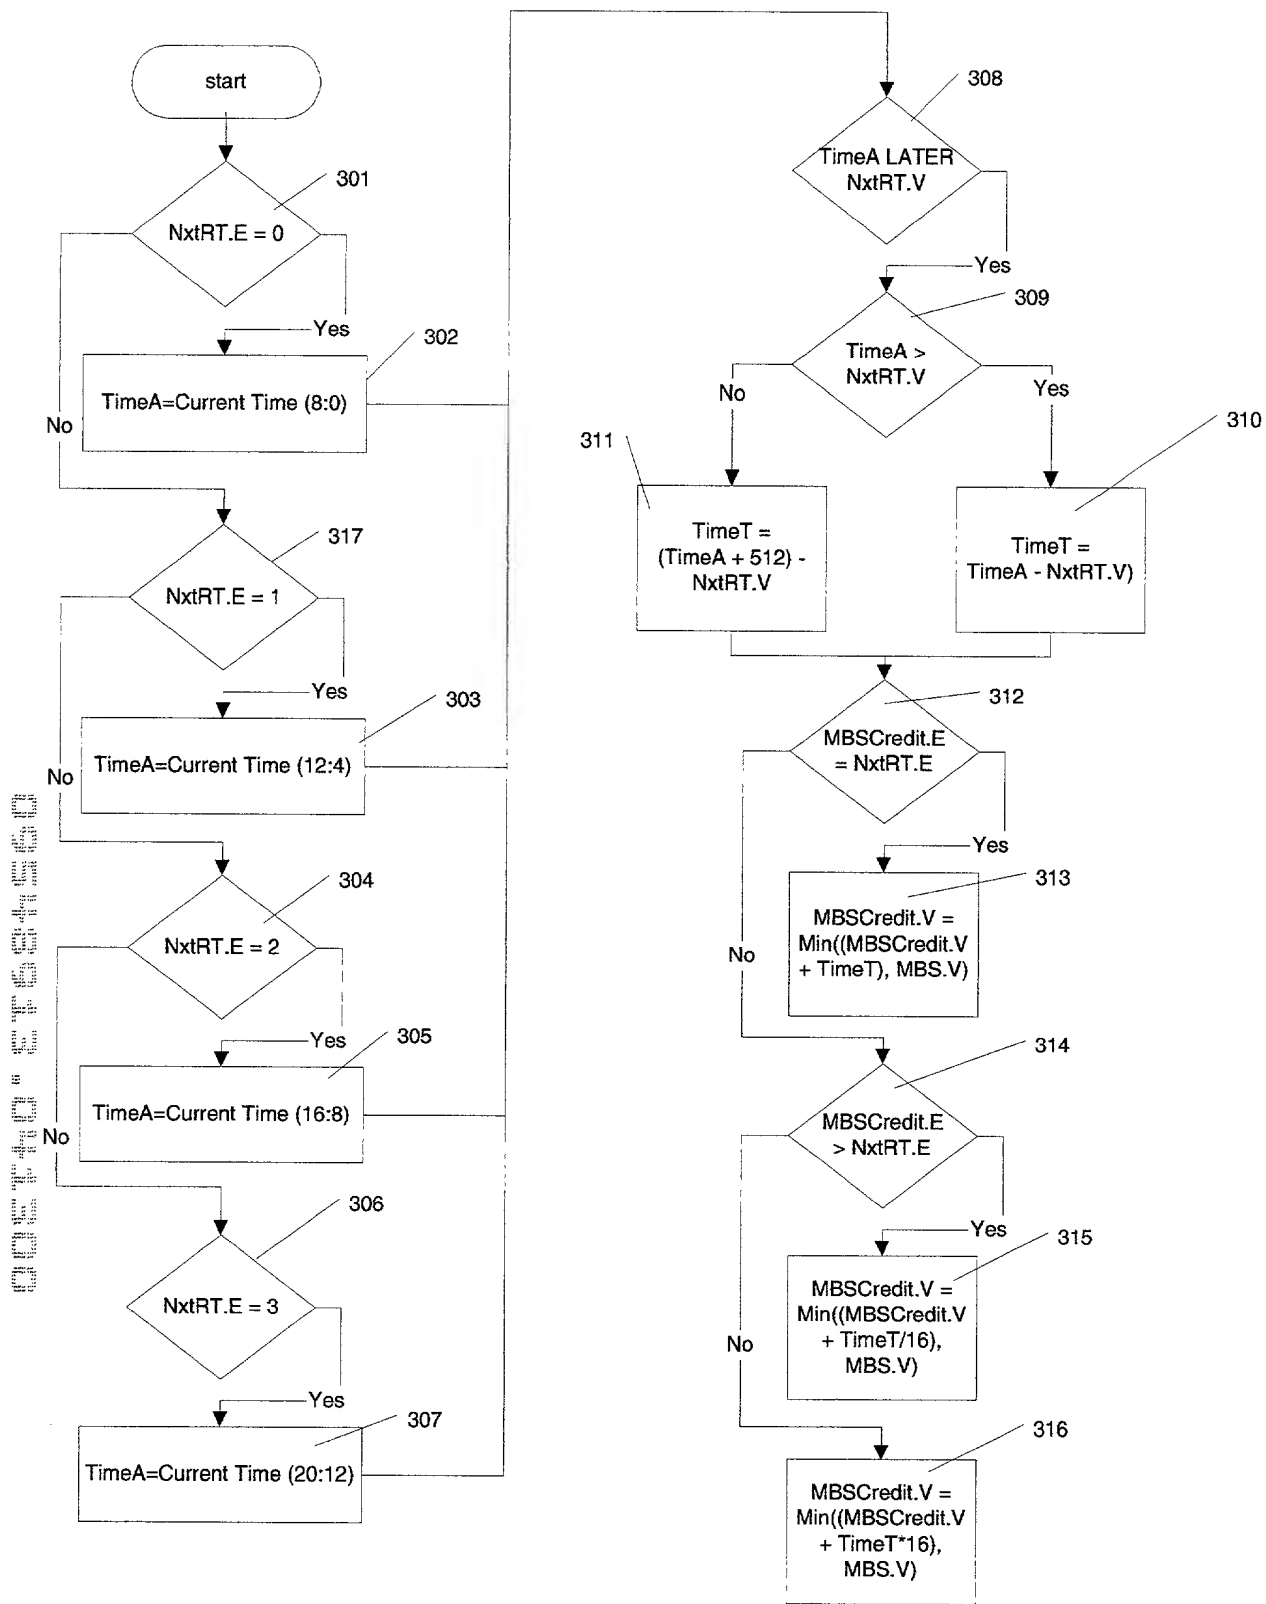 start
301
NxtRT.E = 0
Yes
302
TimeA=Current Time (8:0)
No
317
NxtRT.E = 1
Yes
303
TimeA=Current Time (12:4)
No
304
NxtRT.E = 2
Yes
305
TimeA=Current Time (16:8)
No
306
NxtRT.E = 3
Yes
307
TimeA=Current Time (20:12)
308
TimeA LATER
NxtRT.V
Yes
309
TimeA >
NxtRT.V
No
Yes
311
310
TimeT =
(TimeA + 512) -
NxtRT.V
TimeT =
TimeA - NxtRT.V)
312
MBSCredit.E
= NxtRT.E
Yes
313
MBSCredit.V =
Min((MBSCredit.V
+ TimeT), MBS.V)
No
314
MBSCredit.E
> NxtRT.E
Yes
315
MBSCredit.V =
Min((MBSCredit.V
+ TimeT/16),
MBS.V)
No
316
MBSCredit.V =
Min((MBSCredit.V
+ TimeT*16),
MBS.V)